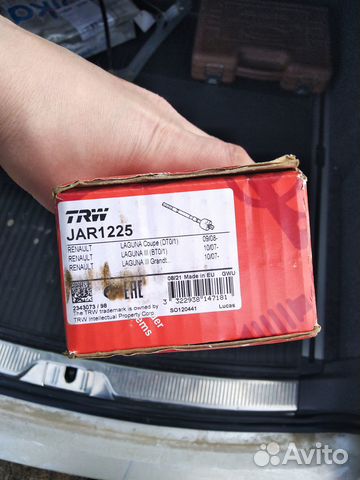 TRW
JAR1225
RENAULT LAGUNA Coupe (DT0/1) 09/08-
RENAULT LAGUNA III (BT0/1) 10/07-
RENAULT LAGUNA III Grandt... 10/07-
08/21 Made in EU GWU
EAC
3 322938 147181
2343073 / 98
The TRW trademark is owned by
TRW Intellectual Property Corp.
SO120441 Lucas
ems
Avito